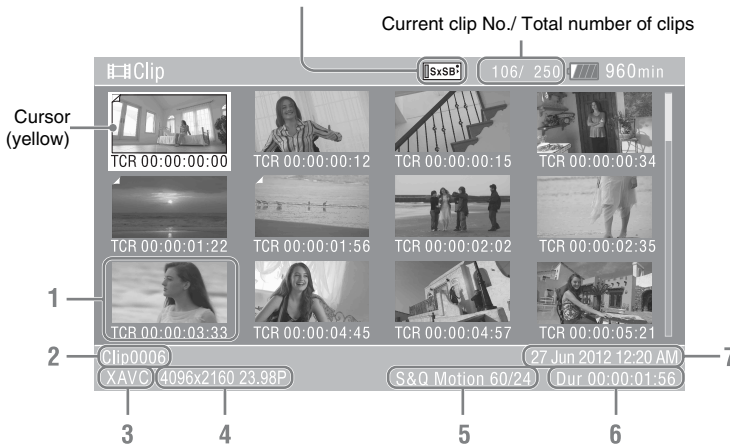 Current clip No./ Total number of clips
Clip
SxSB
106/ 250
960min
Cursor
(yellow)
TCR 00:00:00:00
TCR 00:00:00:12
TCR 00:00:00:15
TCR 00:00:00:34
TCR 00:00:01:22
TCR 00:00:01:56
TCR 00:00:02:02
TCR 00:00:02:35
1
TCR 00:00:03:33
TCR 00:00:04:45
TCR 00:00:04:57
TCR 00:00:05:21
2
Clip0006
27 Jun 2012 12:20 AM
7
XAVC
4096x2160 23.98P
S&Q Motion 60/24
Dur 00:00:01:56
3
4
5
6